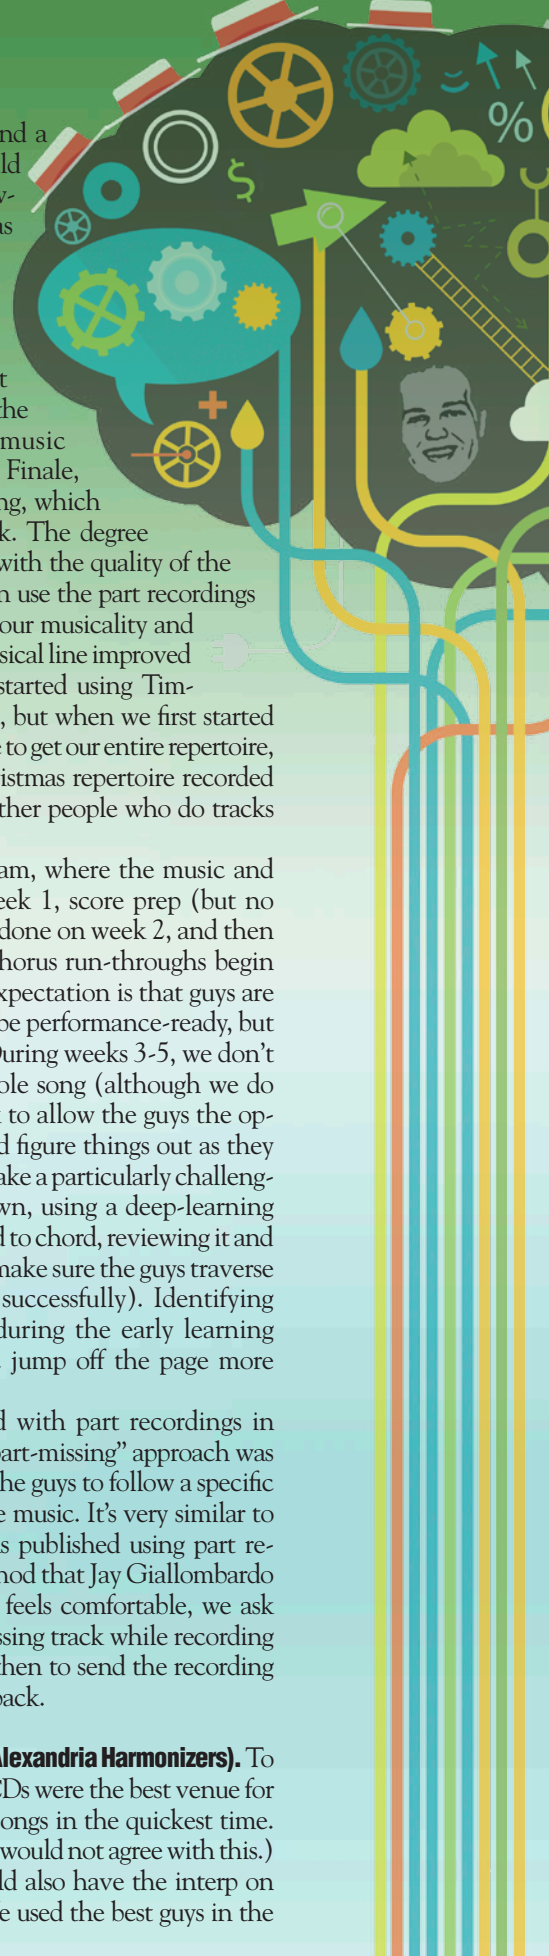 %
$
nd a
ld
w-
as
t
the
music
Finale,
ng, which
k. The degree
with the quality of the
n use the part recordings
our musicality and
sical line improved
started using Tim-
, but when we first started
e to get our entire repertoire,
ristmas repertoire recorded
ther people who do tracks
am, where the music and
eek 1, score prep (but no
done on week 2, and then
horus run-throughs begin
xpectation is that guys are
be performance-ready, but
During weeks 3-5, we don't
ole song (although we do
t to allow the guys the op-
d figure things out as they
ake a particularly challeng-
wn, using a deep-learning
d to chord, reviewing it and
make sure the guys traverse
successfully). Identifying
during the early learning
jump off the page more
d with part recordings in
part-missing” approach was
he guys to follow a specific
e music. It’s very similar to
s published using part re-
hod that Jay Giallombardo
feels comfortable, we ask
ssing track while recording
then to send the recording
back.
Alexandria Harmonizers). To
CDs were the best venue for
ongs in the quickest time.
would not agree with this.)
ld also have the interp on
e used the best guys in the